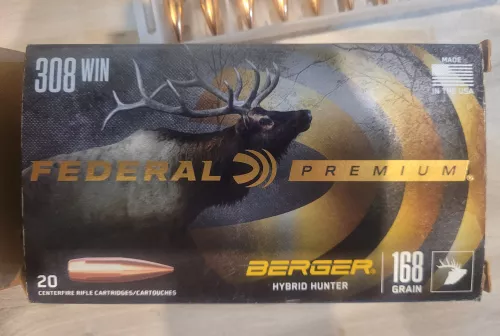 308 WIN
MADE
IN THE USA
FEDERAL PREMIUM
20
CENTERFIRE RIFLE CARTRIDGES/CARTOUCHES
BERGER
HYBRID HUNTER
168
GRAIN